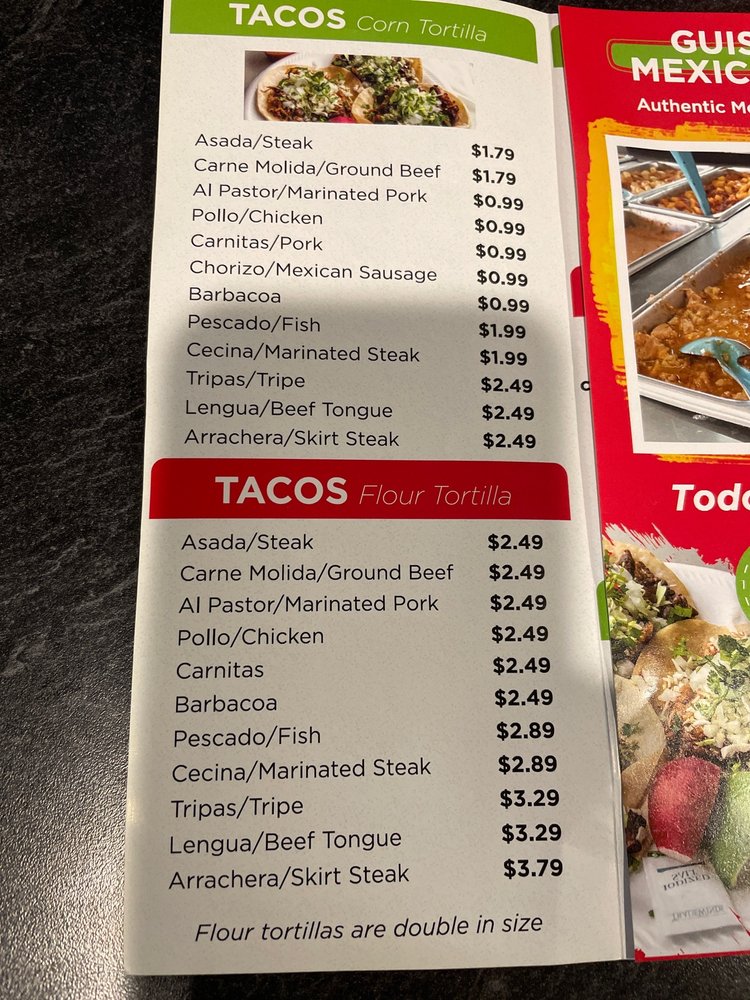 TACOS Corn Tortilla
Asada/Steak $1.79
Carne Molida/Ground Beef $1.79
Al Pastor/Marinated Pork $0.99
Pollo/Chicken $0.99
Carnitas/Pork $0.99
Chorizo/Mexican Sausage $0.99
Barbacoa $0.99
Pescado/Fish $1.99
Cecina/Marinated Steak $1.99
Tripas/Tripe $2.49
Lengua/Beef Tongue $2.49
Arrachera/Skirt Steak $2.49
TACOS Flour Tortilla
Asada/Steak $2.49
Carne Molida/Ground Beef $2.49
Al Pastor/Marinated Pork $2.49
Pollo/Chicken $2.49
Carnitas $2.49
Barbacoa $2.49
Pescado/Fish $2.89
Cecina/Marinated Steak $2.89
Tripas/Tripe $3.29
Lengua/Beef Tongue $3.29
Arrachera/Skirt Steak $3.79
Flour tortillas are double in size
GUIS
MEXIC
Authentic M
Tod
IODIZED
SALT